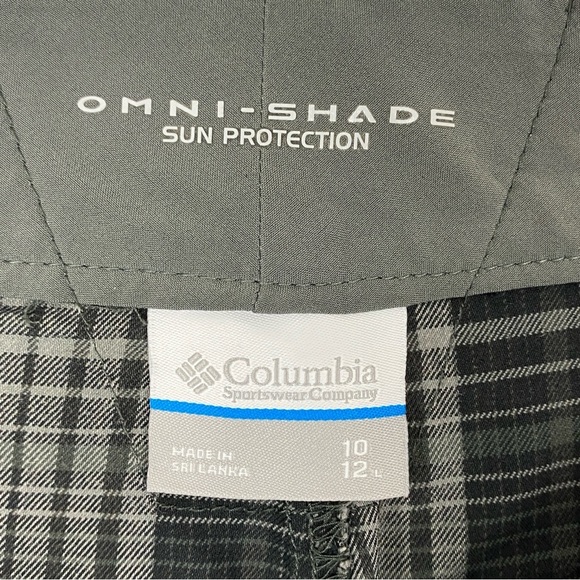 OMNI-SHADE
SUN PROTECTION
Columbia
Sportswear Company
MADE IN
SRI LANKA
10
12 L